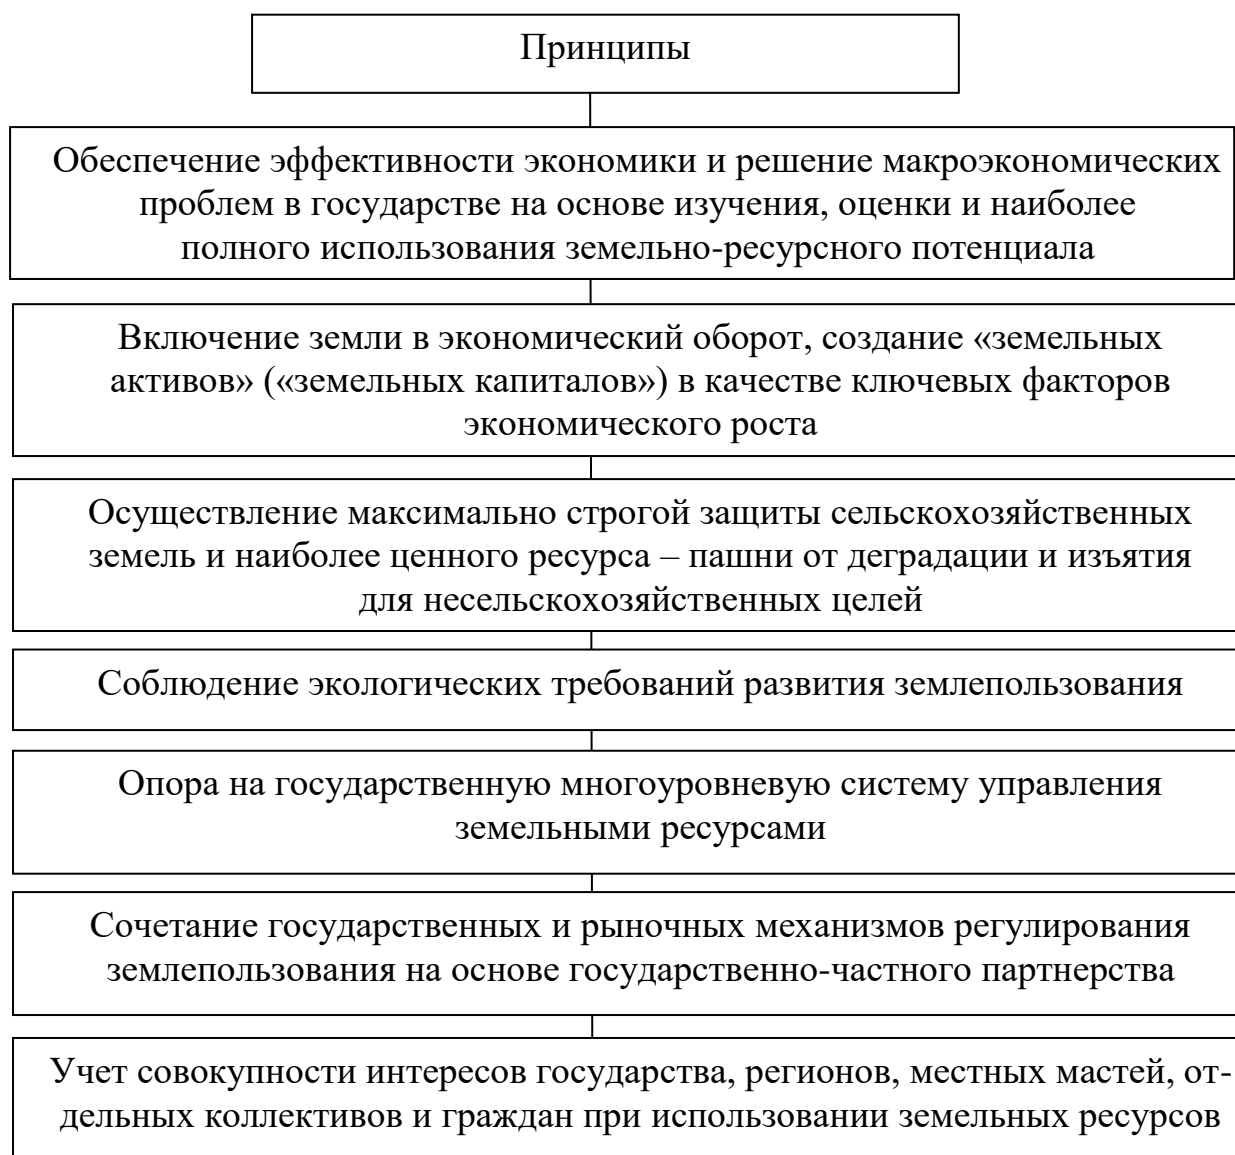 Принципы
Обеспечение эффективности экономики и решение макроэкономических
проблем в государстве на основе изучения, оценки и наиболее
полного использования земельно-ресурсного потенциала
Включение земли в экономический оборот, создание «земельных
активов» («земельных капиталов») в качестве ключевых факторов
экономического роста
Осуществление максимально строгой защиты сельскохозяйственных
земель и наиболее ценного ресурса – пашни от деградации и изъятия
для несельскохозяйственных целей
Соблюдение экологических требований развития землепользования
Опора на государственную многоуровневую систему управления
земельными ресурсами
Сочетание государственных и рыночных механизмов регулирования
землепользования на основе государственно-частного партнерства
Учет совокупности интересов государства, регионов, местных мастей, от-
дельных коллективов и граждан при использовании земельных ресурсов